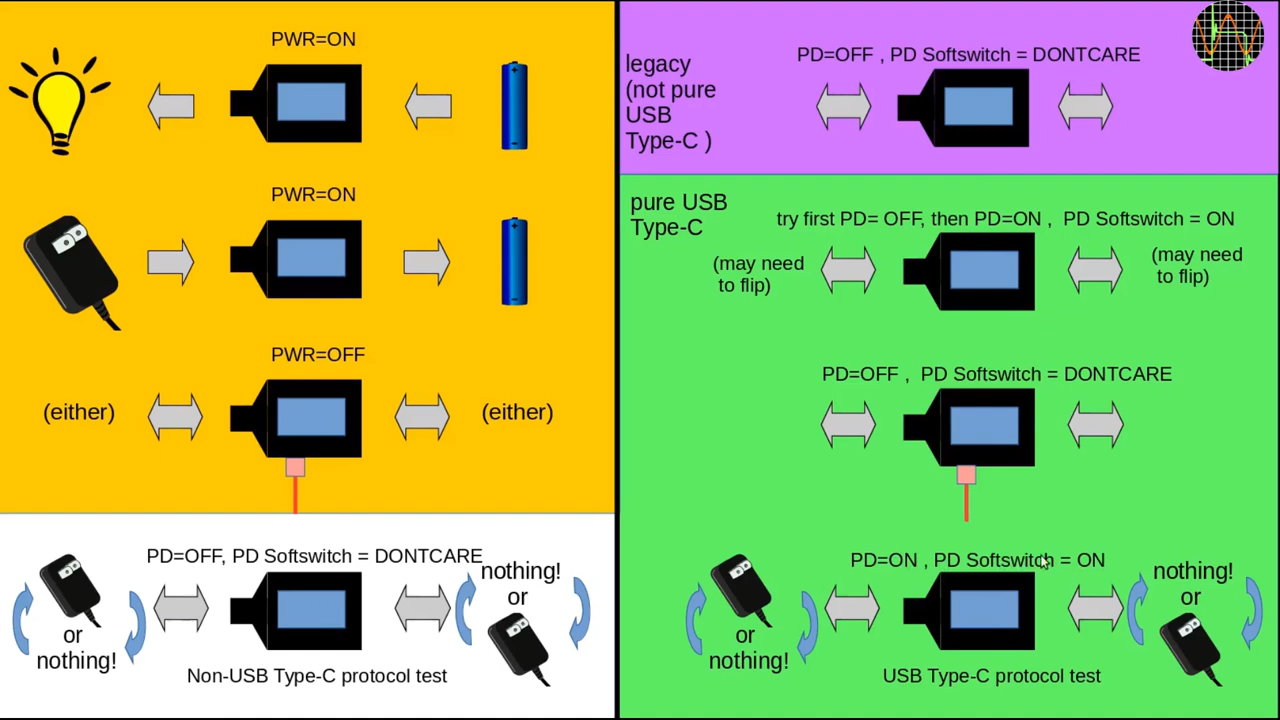 PWR=ON
+
-
PWR=ON
+
-
PWR=OFF
(either)
(either)
PD=OFF, PD Softswitch = DONTCARE
or
nothing!
nothing!
or
Non-USB Type-C protocol test
legacy
(not pure
USB
Type-C )
PD=OFF , PD Softswitch = DONTCARE
pure USB
Type-C
try first PD= OFF, then PD=ON , PD Softswitch = ON
(may need
to flip)
(may need
to flip)
PD=OFF , PD Softswitch = DONTCARE
PD=ON , PD Softswitch = ON
or
nothing!
nothing!
or
USB Type-C protocol test